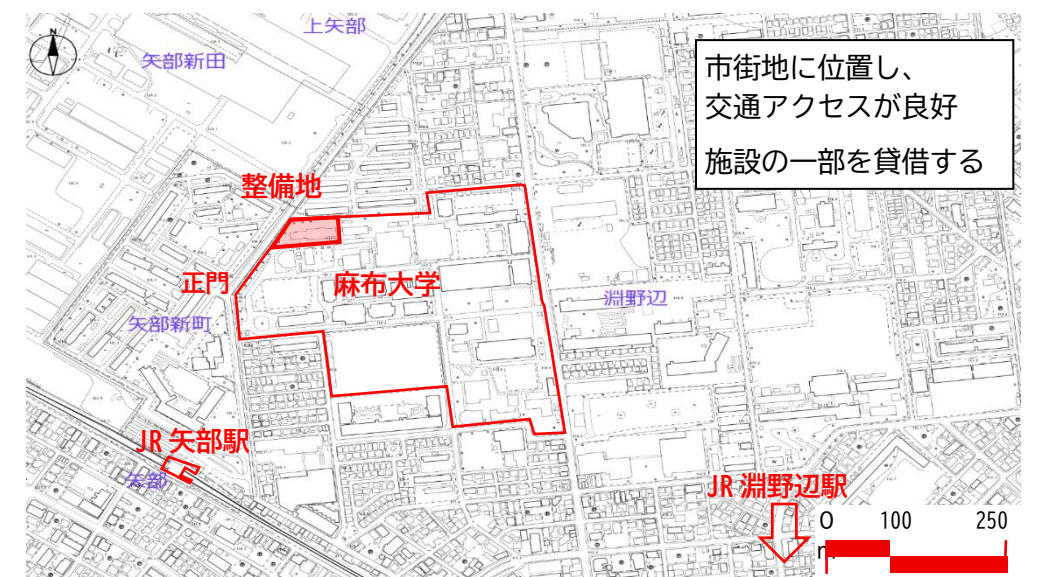 N
上矢部
矢部新田
市街地に位置し、
交通アクセスが良好
施設の一部を貸借する
整備地
正門
麻布大学
淵野辺
矢部新町
JR 矢部駅
矢部
JR 淵野辺駅
0 100 250
m